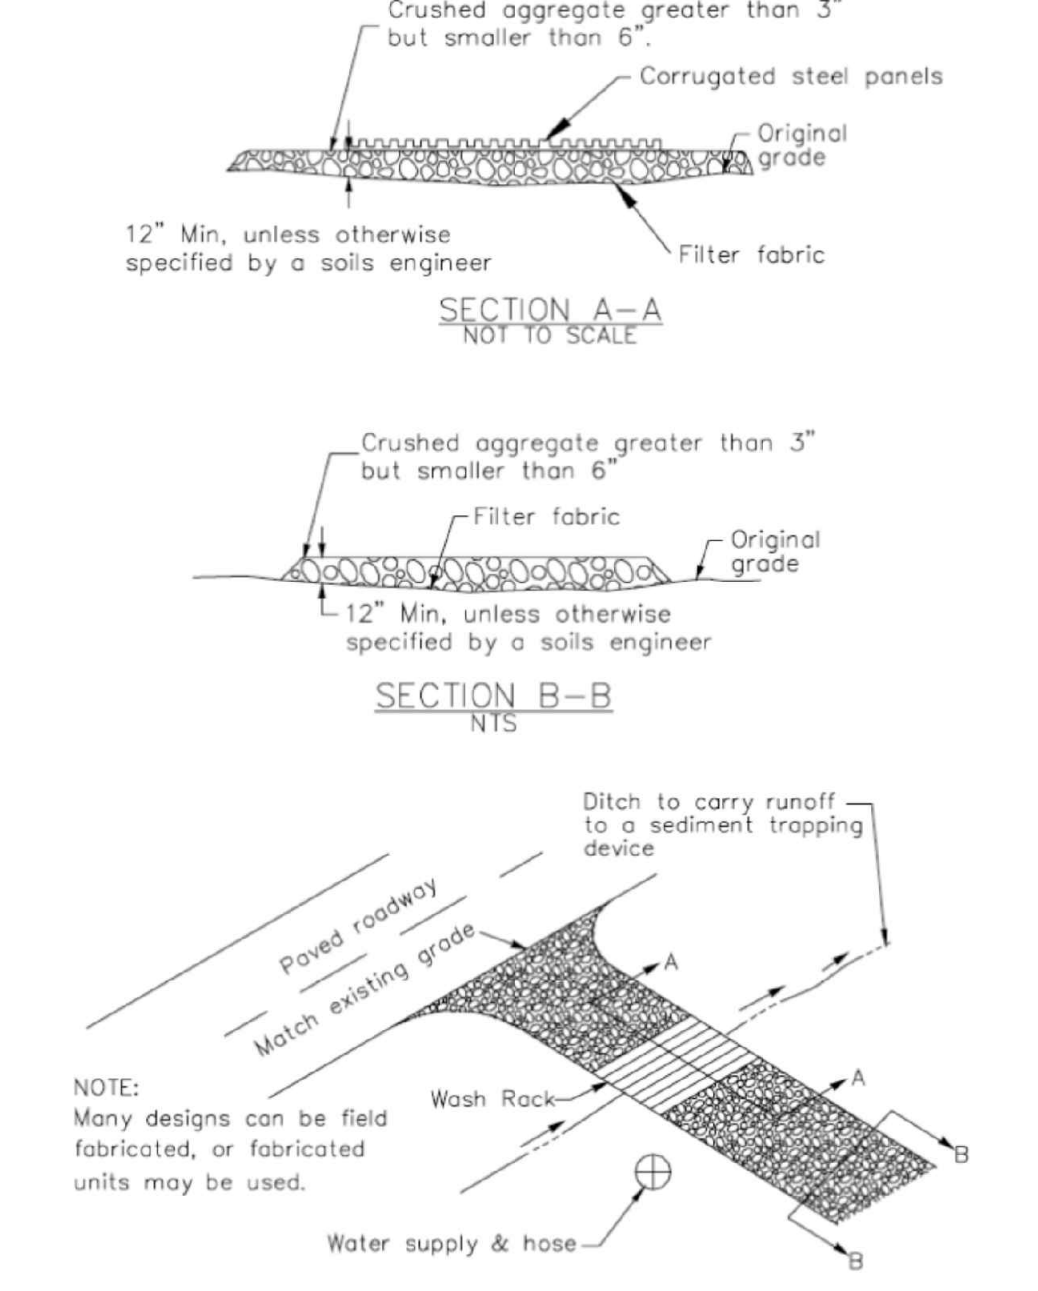 Crushed aggregate greater than 3"
but smaller than 6".
Corrugated steel panels
Original
grade
12" Min, unless otherwise
specified by a soils engineer
Filter fabric
SECTION A-A
NOT TO SCALE
Crushed aggregate greater than 3"
but smaller than 6"
Filter fabric
Original
grade
12" Min, unless otherwise
specified by a soils engineer
SECTION B-B
NTS
Ditch to carry runoff
to a sediment trapping
device
Paved roadway
Match existing grade
A
A
NOTE:
Many designs can be field
fabricated, or fabricated
units may be used.
Wash Rack
B
Water supply & hose
B